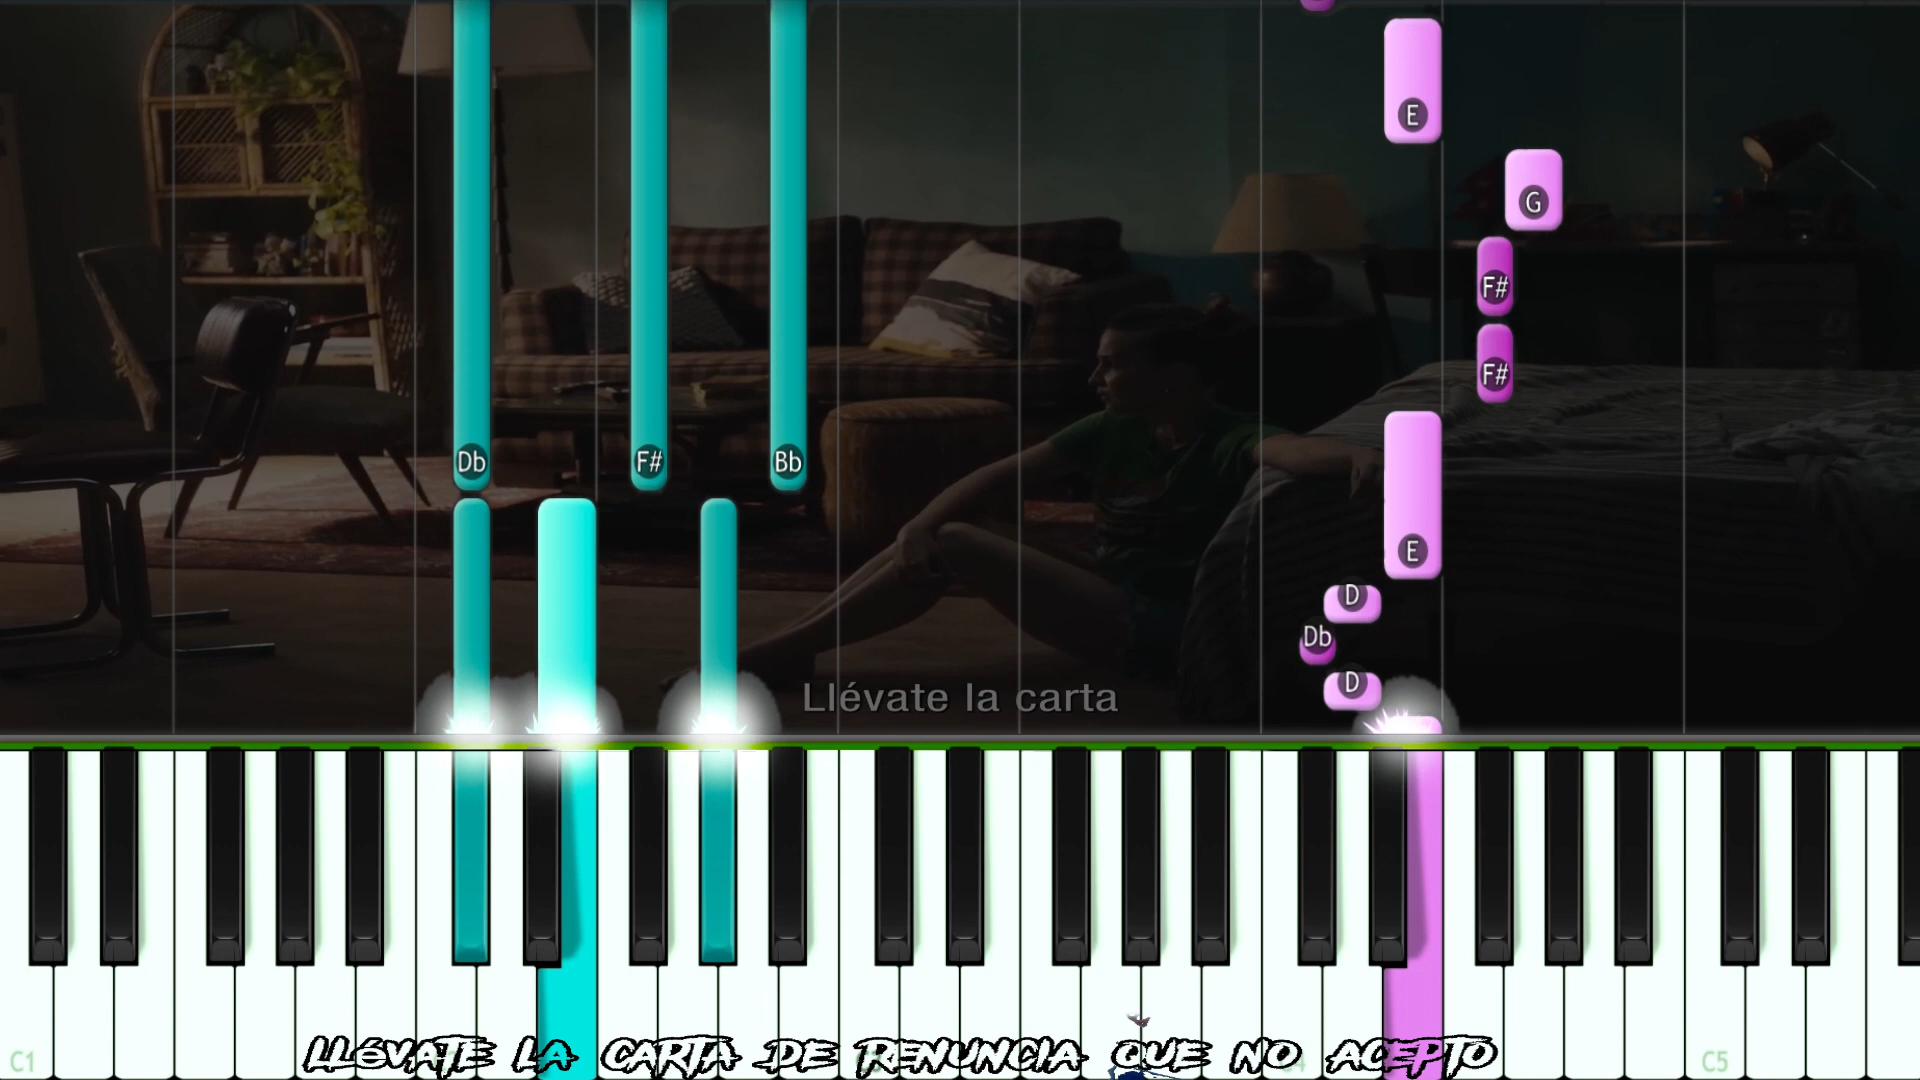 E
G
F#
F#
Db F# Bb
E
D
Db
D
Llévate la carta
C1 C5
LLéVATE LA CARTA DE RENUNCIA QUE NO ACEPTO